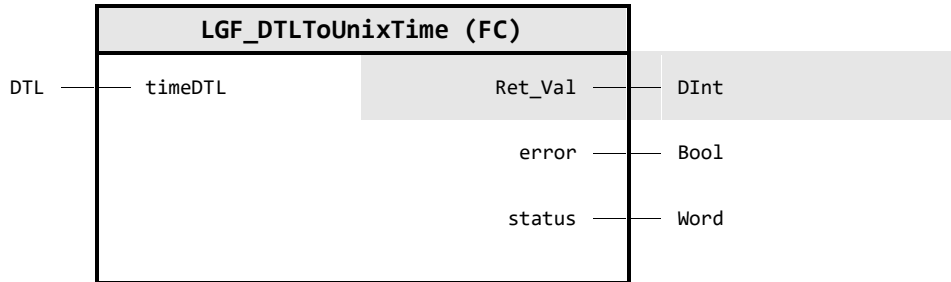 LGF_DTLToUnixTime (FC)
DTL timeDTL Ret_Val DInt
error Bool
status Word